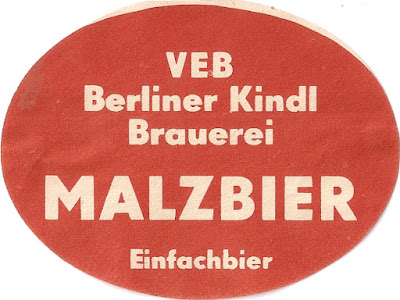 VEB
Berliner Kindl
Brauerei
MALZBIER
Einfachbier